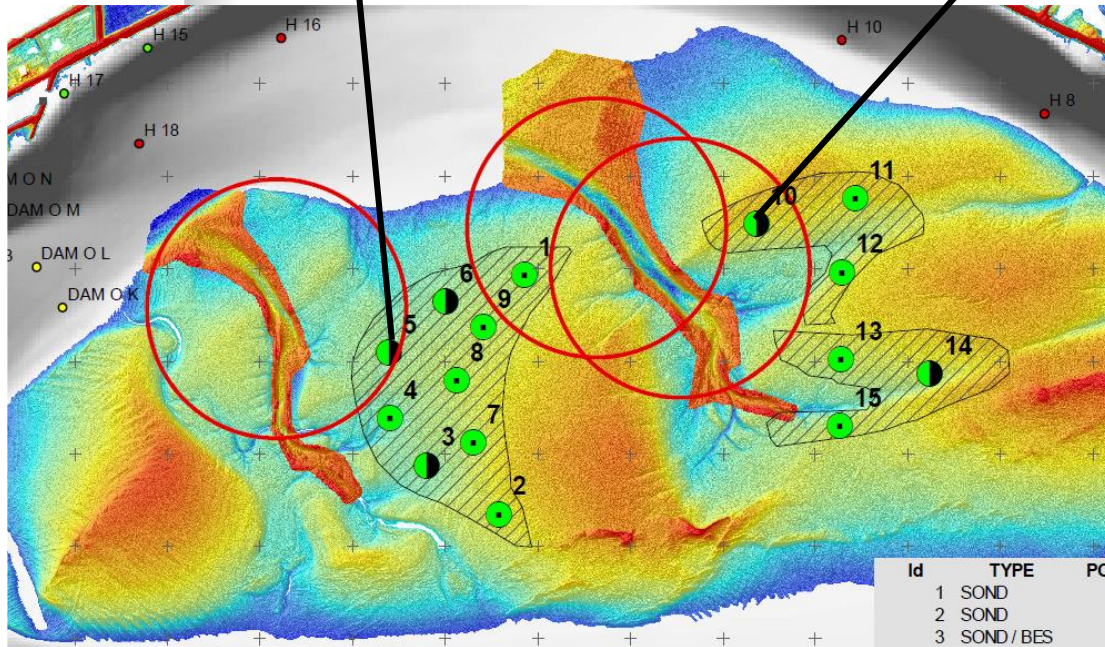 H 15
H 16
H 10
H 17
H 8
H 18
M O N
DAM O M
DAM O L
DAM O K
1
2
3
4
5
6
7
8
9
10
11
12
13
14
15
Id TYPE PO
1 SOND
2 SOND
3 SOND / BES